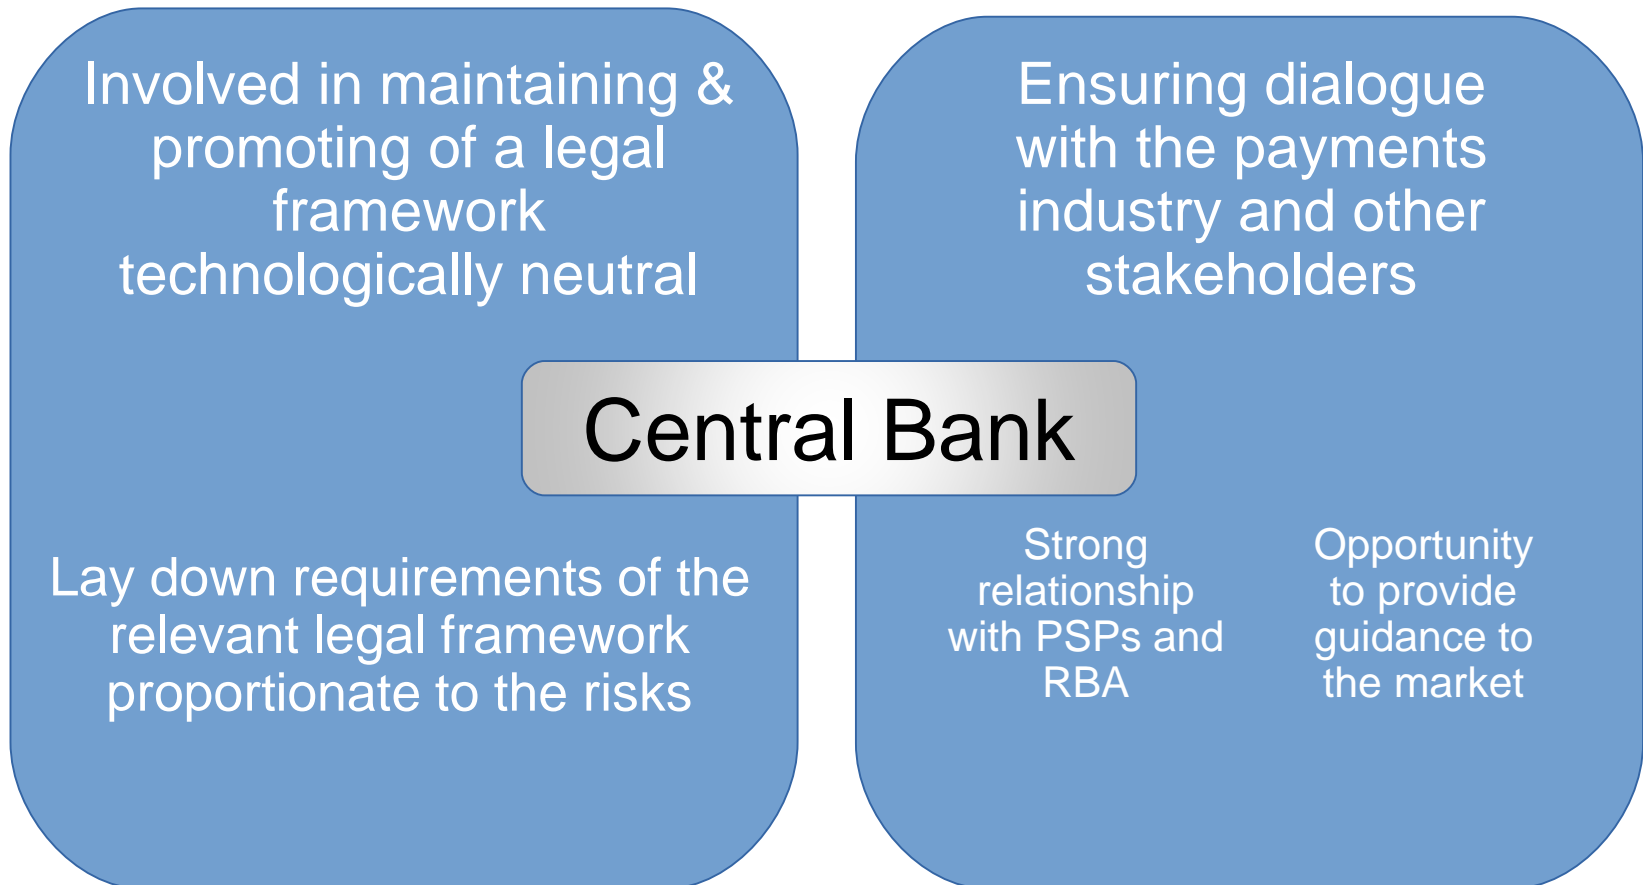 Involved in maintaining &
promoting of a legal
framework
technologically neutral
Lay down requirements of the
relevant legal framework
proportionate to the risks
Ensuring dialogue
with the payments
industry and other
stakeholders
Central Bank
Strong
relationship
with PSPs and
RBA
Opportunity
to provide
guidance to
the market